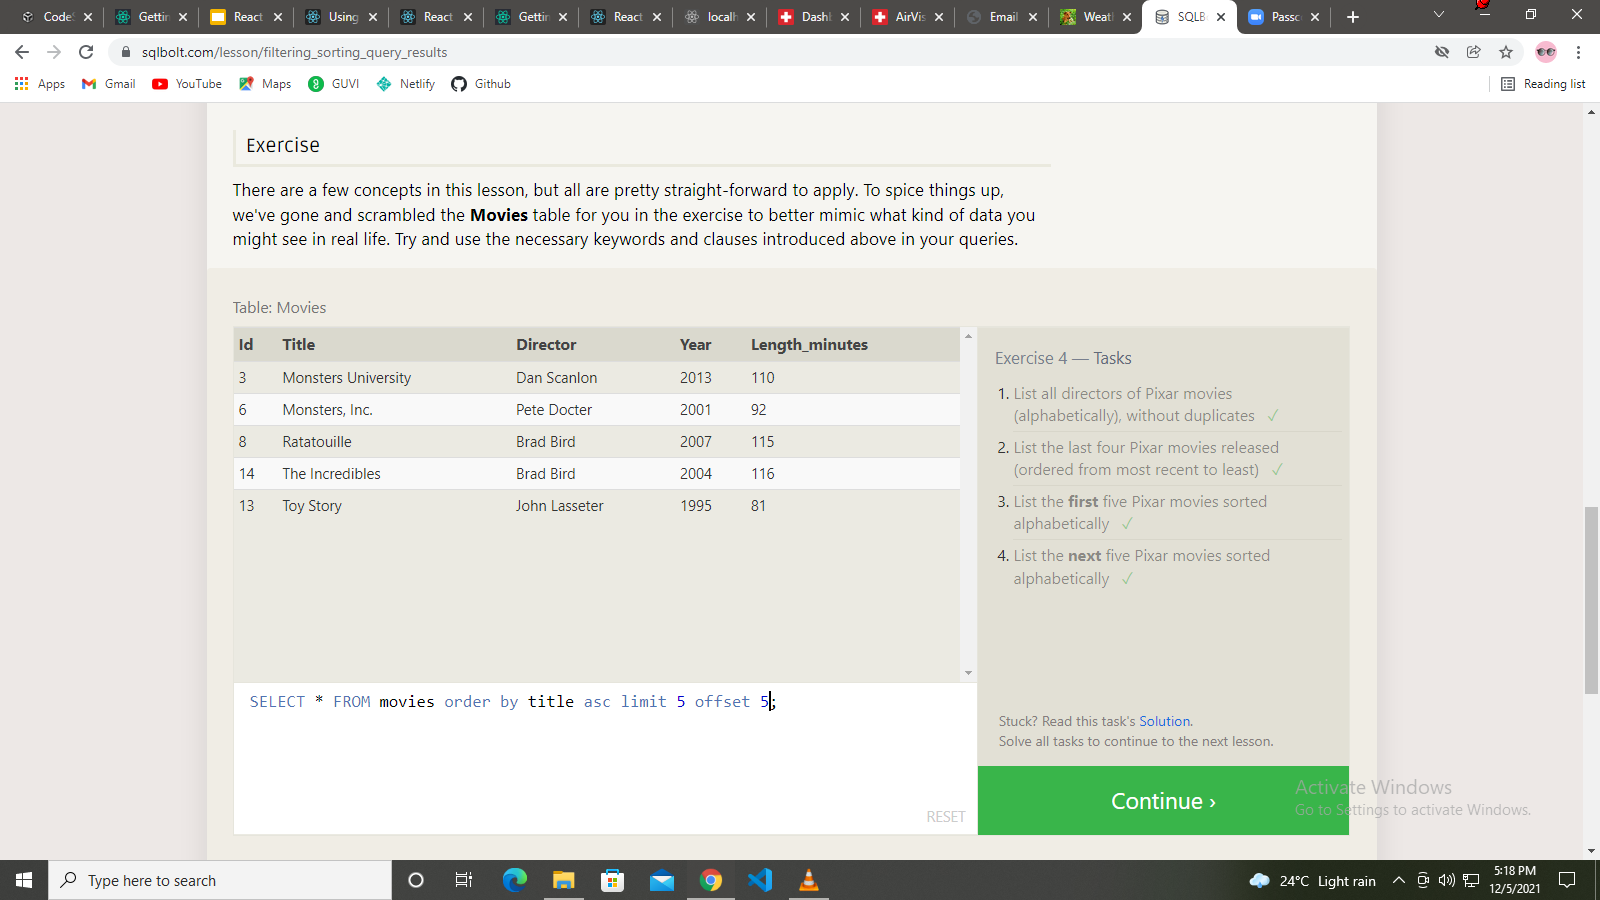 CodeS
Gettin
React
Using
React
Gettin
React
localh
Dashl
AirVis
Email
Weatl
SQLB
Passc
sqlbolt.com/lesson/filtering_sorting_query_results
Apps Gmail YouTube Maps GUVI Netlify Github Reading list
Exercise
There are a few concepts in this lesson, but all are pretty straight-forward to apply. To spice things up,
we've gone and scrambled the Movies table for you in the exercise to better mimic what kind of data you
might see in real life. Try and use the necessary keywords and clauses introduced above in your queries.
Table: Movies
Id Title Director Year Length_minutes
3 Monsters University Dan Scanlon 2013 110
6 Monsters, Inc. Pete Docter 2001 92
8 Ratatouille Brad Bird 2007 115
14 The Incredibles Brad Bird 2004 116
13 Toy Story John Lasseter 1995 81
SELECT * FROM movies order by title asc limit 5 offset 5;
RESET
Exercise 4 — Tasks
1. List all directors of Pixar movies
(alphabetically), without duplicates ✓
2. List the last four Pixar movies released
(ordered from most recent to least) ✓
3. List the first five Pixar movies sorted
alphabetically ✓
4. List the next five Pixar movies sorted
alphabetically ✓
Stuck? Read this task's Solution.
Solve all tasks to continue to the next lesson.
Continue ›
Activate Windows
Go to Settings to activate Windows.
Type here to search
24°C Light rain
5:18 PM
12/5/2021